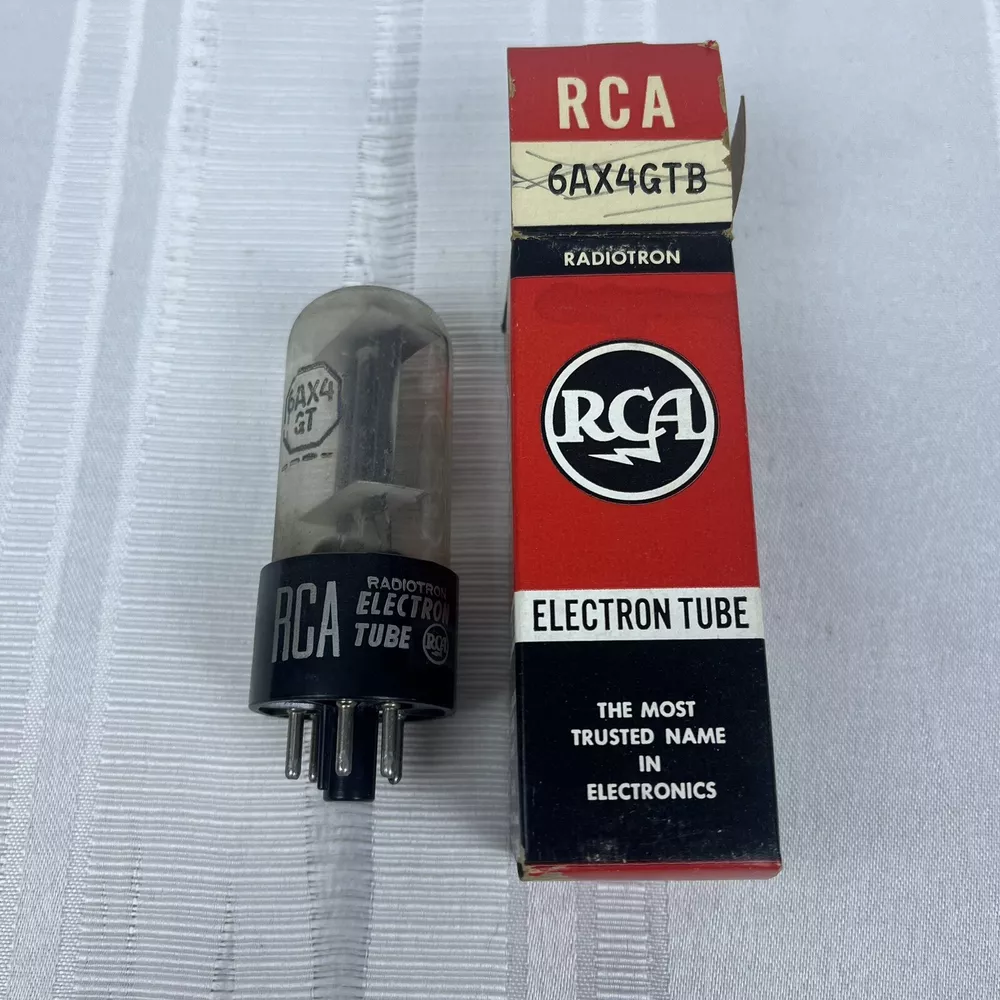 RCA
6AX4GTB
RADIOTRON
RCA
ELECTRON TUBE
THE MOST
TRUSTED NAME
IN
ELECTRONICS
6AX4
GT
RCA
RADIOTRON
ELECTRON
TUBE
RCA